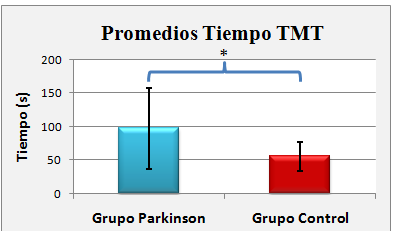 Promedios Tiempo TMT
*
Tiempo (s)
200
150
100
50
0
Grupo Parkinson
Grupo Control